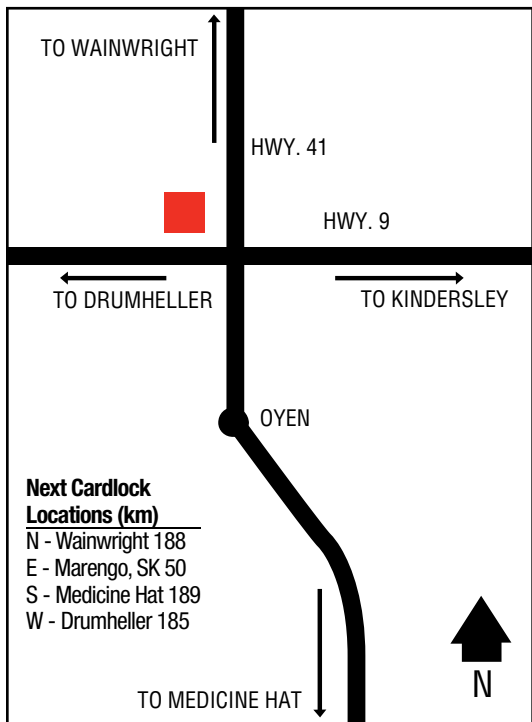 TO WAINWRIGHT
HWY. 41
HWY. 9
TO DRUMHELLER
TO KINDERSLEY
OYEN
Next Cardlock
Locations (km)
N - Wainwright 188
E - Marengo, SK 50
S - Medicine Hat 189
W - Drumheller 185
N
TO MEDICINE HAT